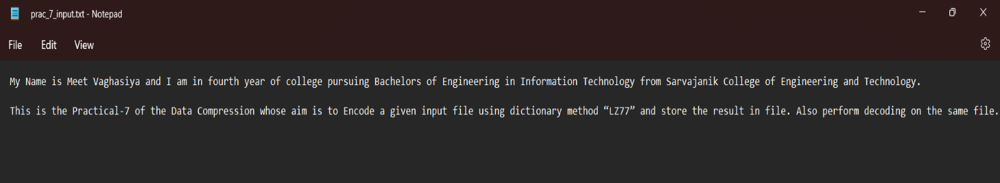 prac_7_input.txt - Notepad
File Edit View
My Name is Meet Vaghasiya and I am in fourth year of college pursuing Bachelors of Engineering in Information Technology from Sarvajanik College of Engineering and Technology.
This is the Practical-7 of the Data Compression whose aim is to Encode a given input file using dictionary method “LZ77” and store the result in file. Also perform decoding on the same file.